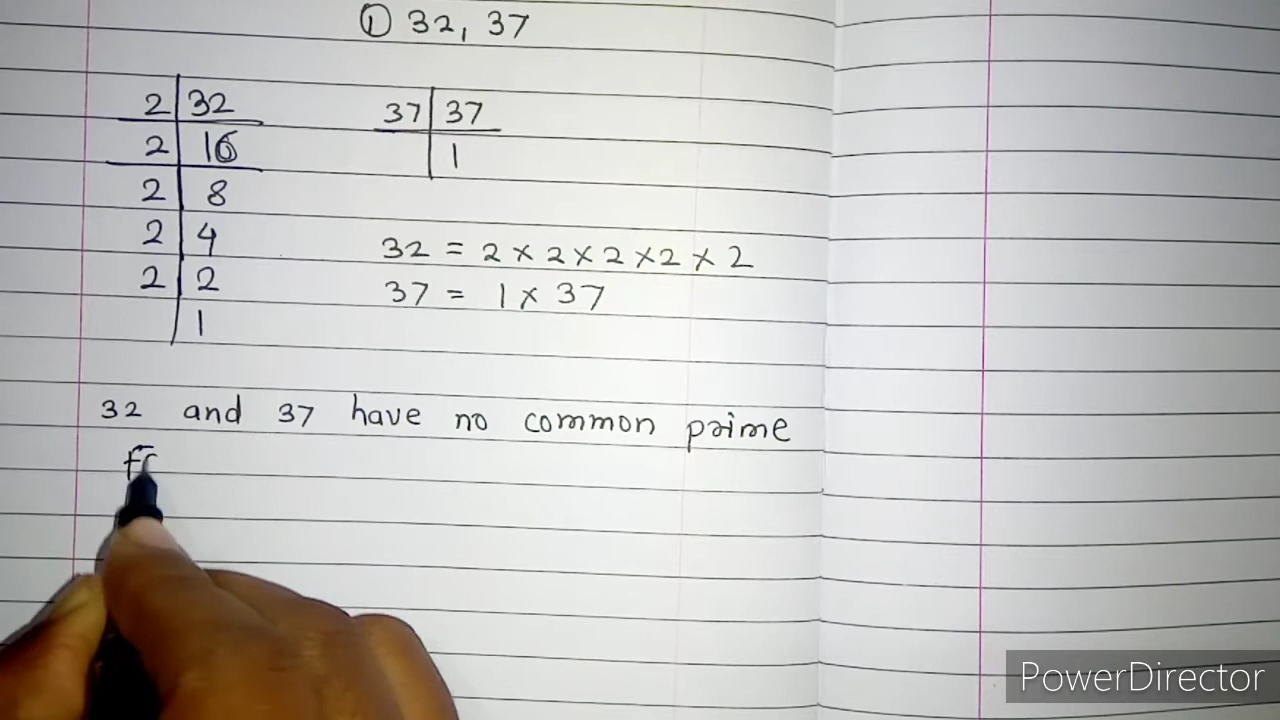 ① 32, 37
2 | 32
2 | 16
2 | 8
2 | 4
2 | 2
1
37 | 37
1
32 = 2 × 2 × 2 × 2 × 2
37 = 1 × 37
32 and 37 have no common prime
PowerDirector